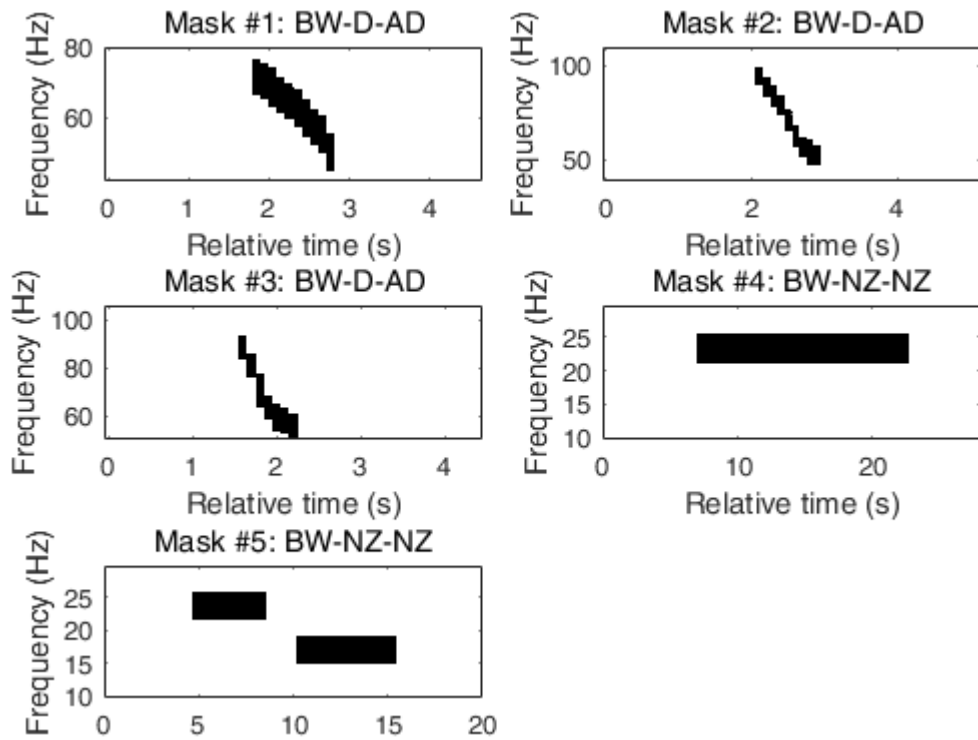 Mask #1: BW-D-AD
Frequency (Hz)
80
60
0 1 2 3 4
Relative time (s)
Mask #2: BW-D-AD
Frequency (Hz)
100
50
0 2 4
Relative time (s)
Mask #3: BW-D-AD
Frequency (Hz)
100
80
60
0 1 2 3 4
Relative time (s)
Mask #4: BW-NZ-NZ
Frequency (Hz)
25
20
15
10
0 10 20
Relative time (s)
Mask #5: BW-NZ-NZ
Frequency (Hz)
25
20
15
10
0 5 10 15 20